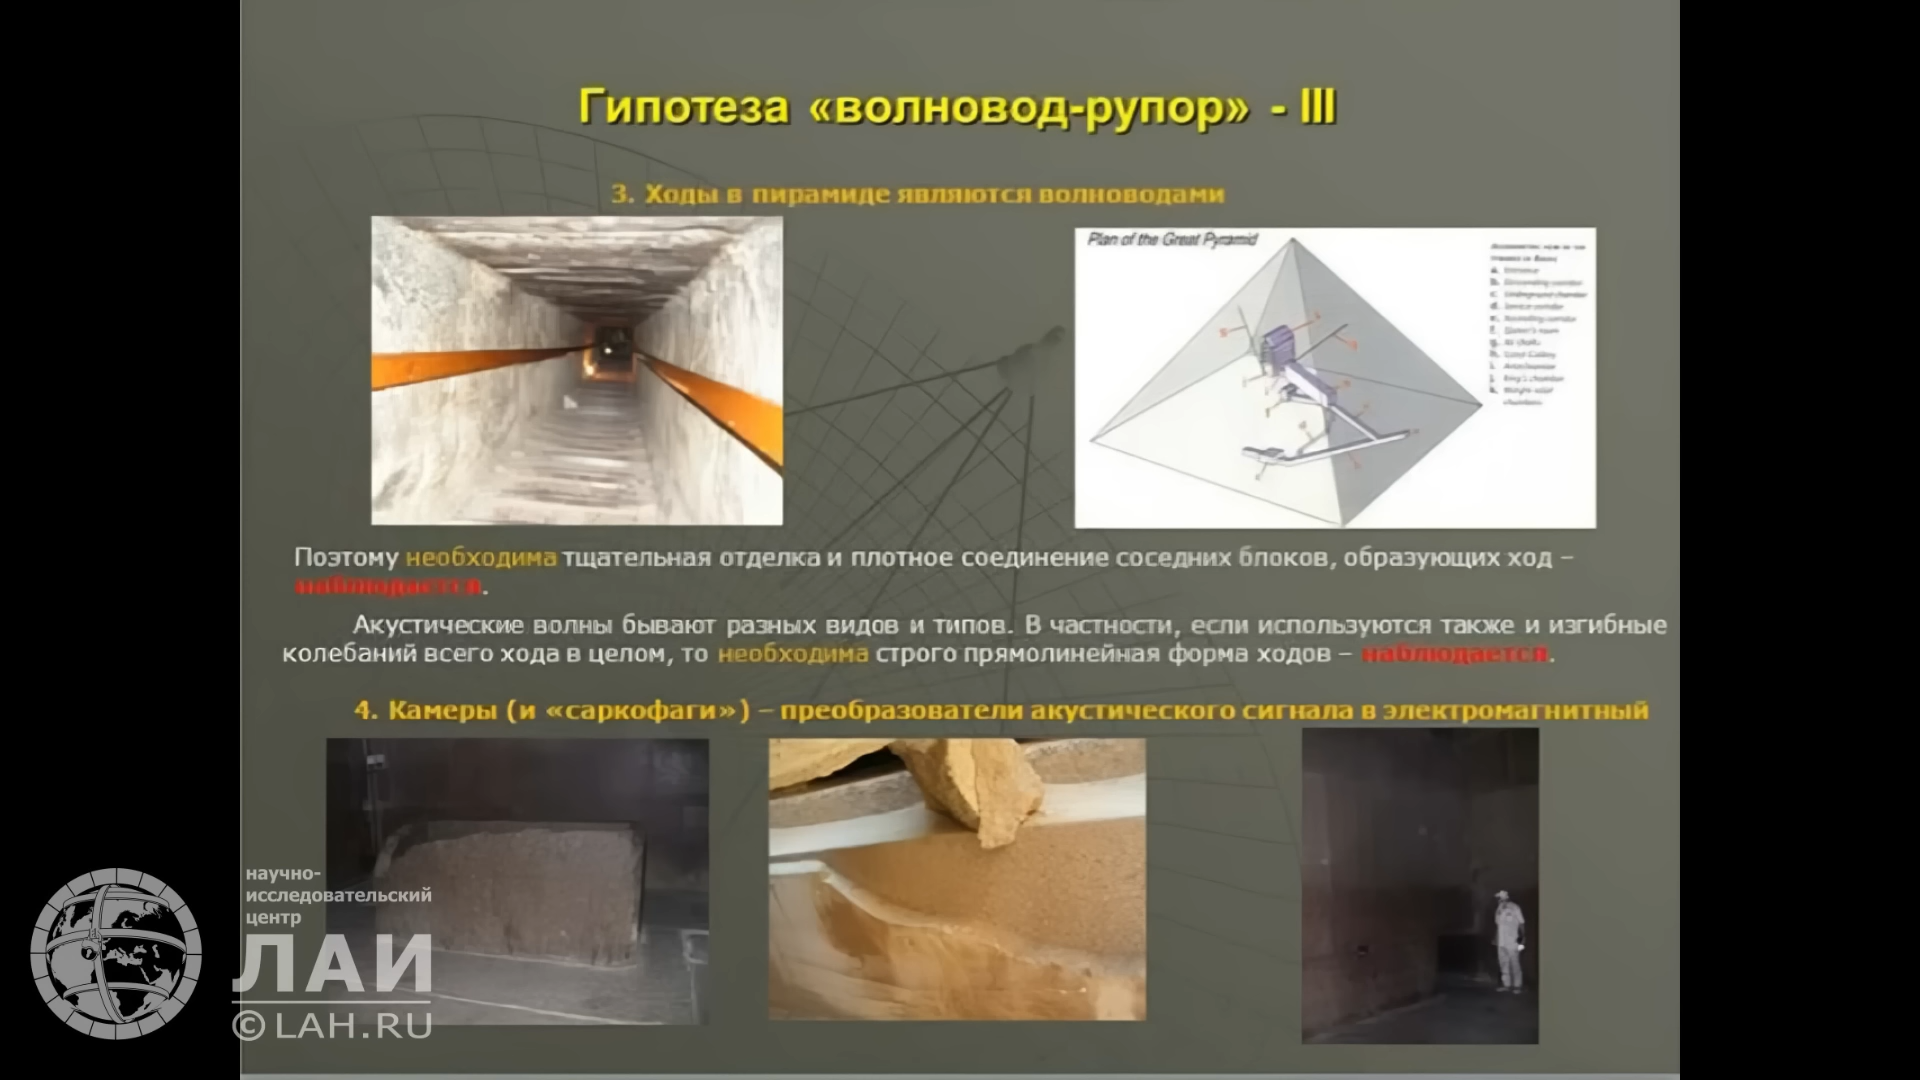 Гипотеза «волновод-рупор» - III
3. Ходы в пирамиде являются волноводами
Plan of the Great Pyramid
Поэтому необходима тщательная отделка и плотное соединение соседних блоков, образующих ход –
наблюдается.
Акустические волны бывают разных видов и типов. В частности, если используются также и изгибные
колебаний всего хода в целом, то необходима строго прямолинейная форма ходов – наблюдается.
4. Камеры (и «саркофаги») – преобразователи акустического сигнала в электромагнитный
научно-
исследовательский
центр
ЛАИ
©LAH.RU